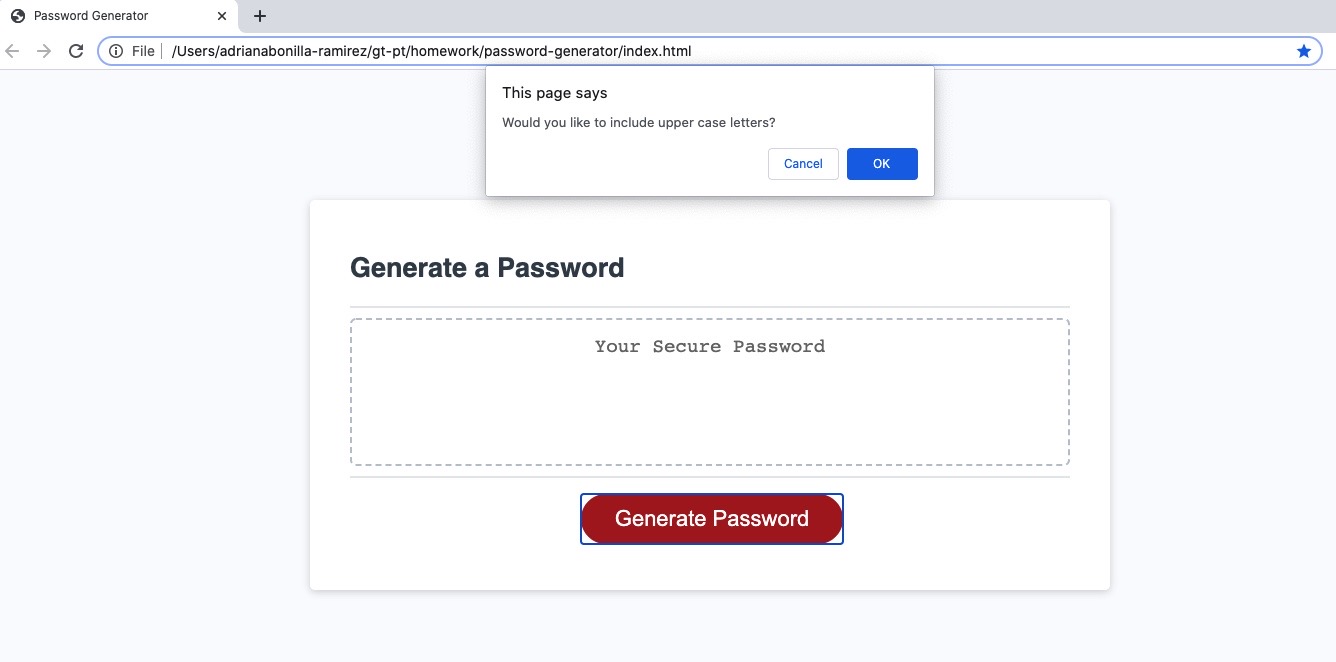 Password Generator
File /Users/adrianabonilla-ramirez/gt-pt/homework/password-generator/index.html
This page says
Would you like to include upper case letters?
Cancel OK
Generate a Password
Your Secure Password
Generate Password